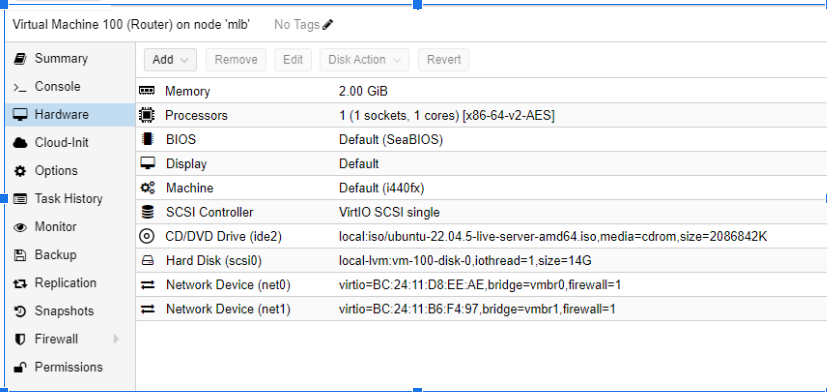 Virtual Machine 100 (Router) on node 'mlb' No Tags
Summary
Console
Hardware
Cloud-Init
Options
Task History
Monitor
Backup
Replication
Snapshots
Firewall
Permissions
Add Remove Edit Disk Action Revert
Memory 2.00 GiB
Processors 1 (1 sockets, 1 cores) [x86-64-v2-AES]
BIOS Default (SeaBIOS)
Display Default
Machine Default (i440fx)
SCSI Controller VirtIO SCSI single
CD/DVD Drive (ide2) local:iso/ubuntu-22.04.5-live-server-amd64.iso,media=cdrom,size=2086842K
Hard Disk (scsi0) local-lvm:vm-100-disk-0,iothread=1,size=14G
Network Device (net0) virtio=BC:24:11:D8:EE:AE,bridge=vmbr0,firewall=1
Network Device (net1) virtio=BC:24:11:B6:F4:97,bridge=vmbr1,firewall=1